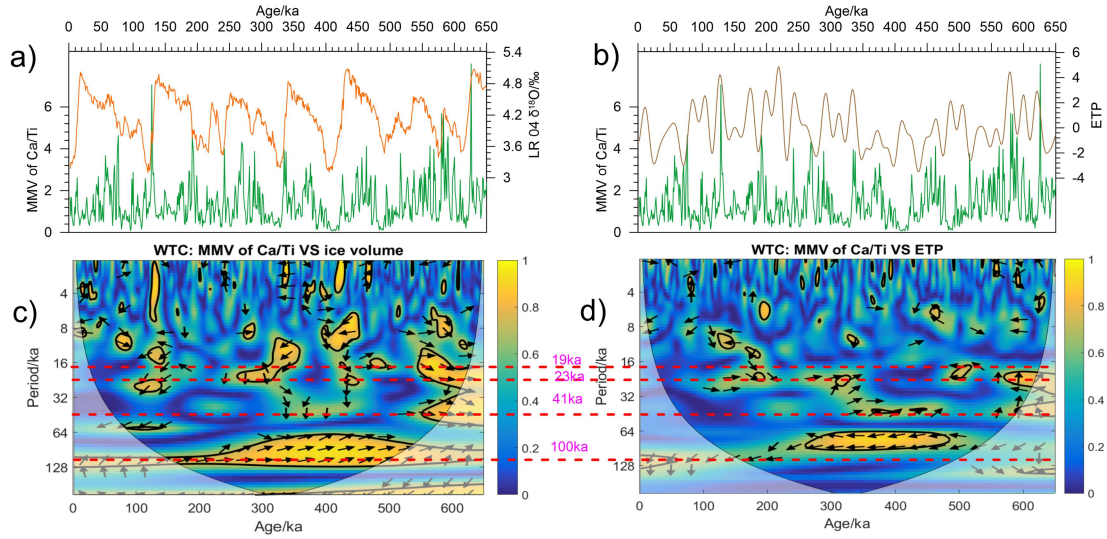 Age/ka
0 50 100 150 200 250 300 350 400 450 500 550 600 650
a)
MMV of Ca/Ti
6
4
2
0
5.4
4.8
4.2
3.6
3
LR 04 δ¹⁸O/‰
Age/ka
0 50 100 150 200 250 300 350 400 450 500 550 600 650
b)
MMV of Ca/Ti
6
4
2
0
6
4
2
0
-2
-4
ETP
WTC: MMV of Ca/Ti VS ice volume
c)
Period/ka
4
8
16
32
64
128
0 100 200 300 400 500 600
Age/ka
1
0.8
0.6
0.4
0.2
0
19ka
23ka
41ka
100ka
WTC: MMV of Ca/Ti VS ETP
d)
Period/ka
4
8
16
32
64
128
0 100 200 300 400 500 600
Age/ka
1
0.8
0.6
0.4
0.2
0